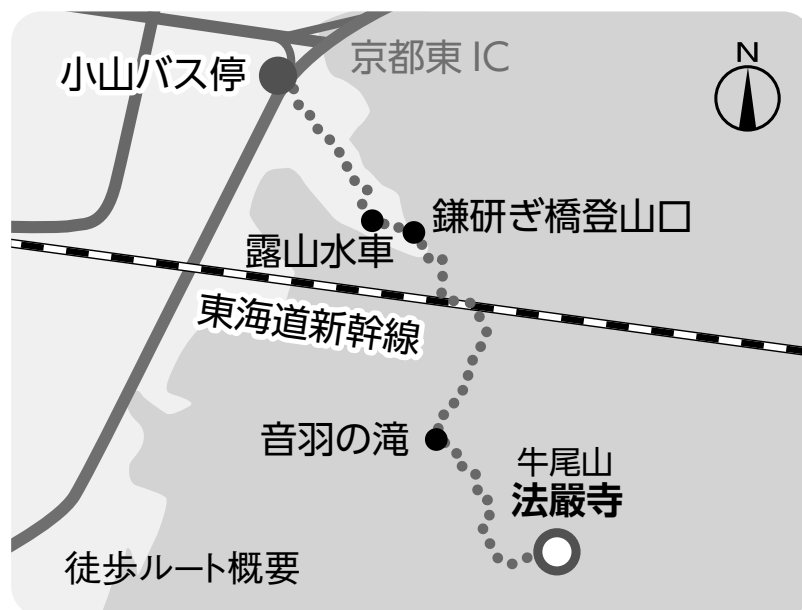 小山バス停
京都東 IC
N
鎌研ぎ橋登山口
露山水車
東海道新幹線
音羽の滝
牛尾山
法嚴寺
徒歩ルート概要